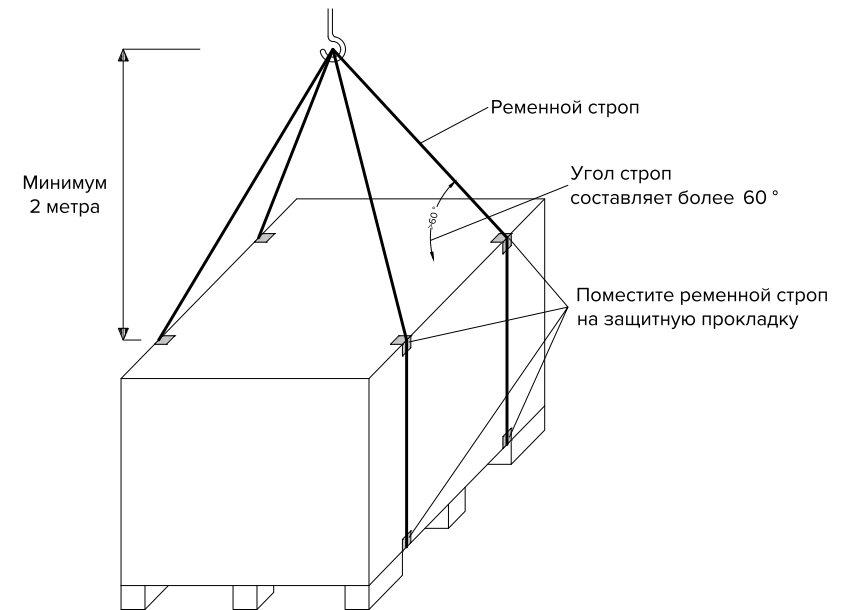 Ременной строп
Минимум
2 метра
Угол строп
составляет более 60 °
>60 °
Поместите ременной строп
на защитную прокладку